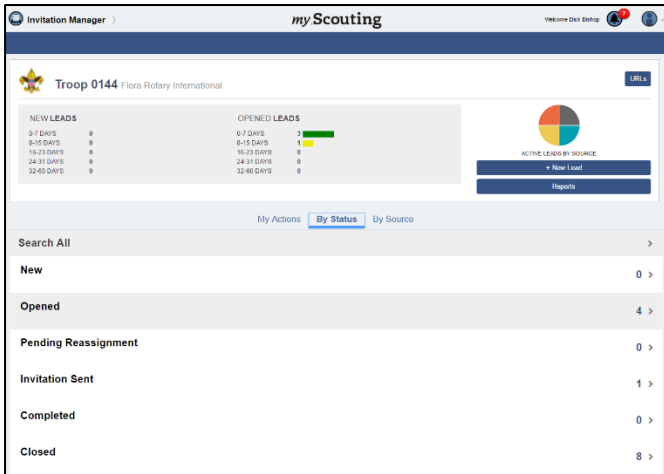 Invitation Manager
my.Scouting
Welcome Dick Bishop
7
Troop 0144 Flora Rotary International
URLs
NEW LEADS
0-7 DAYS 0
8-15 DAYS 0
16-23 DAYS 0
24-31 DAYS 0
32-60 DAYS 0
OPENED LEADS
0-7 DAYS 3
8-15 DAYS 1
16-23 DAYS 0
24-31 DAYS 0
32-60 DAYS 0
ACTIVE LEADS BY SOURCE
+ New Lead
Reports
My Actions By Status By Source
Search All
New 0
Opened 4
Pending Reassignment 0
Invitation Sent 1
Completed 0
Closed 8